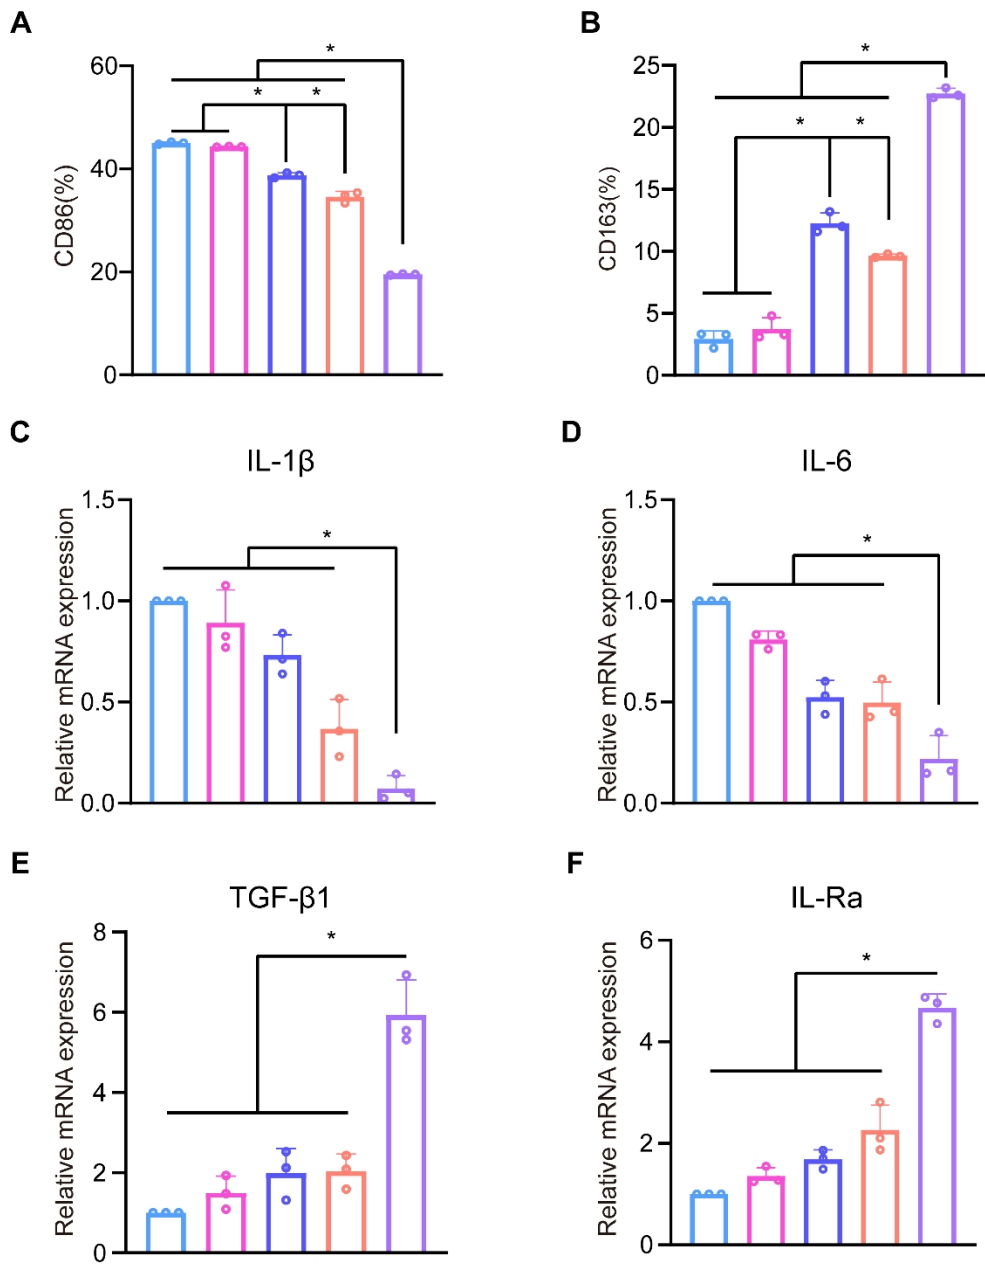 A
CD86(%)
60
40
20
0
*
* *
B
CD163(%)
25
20
15
10
5
0
*
* *
C
IL-1β
Relative mRNA expression
1.5
1.0
0.5
0.0
*
D
IL-6
Relative mRNA expression
1.5
1.0
0.5
0.0
*
E
TGF-β1
Relative mRNA expression
8
6
4
2
0
*
F
IL-Ra
Relative mRNA expression
6
4
2
0
*